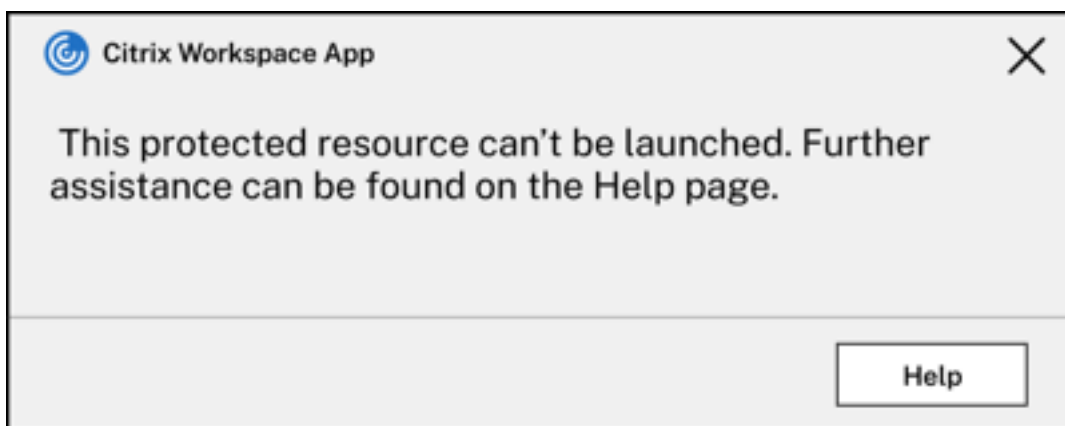 Citrix Workspace App
This protected resource can’t be launched. Further
assistance can be found on the Help page.
Help